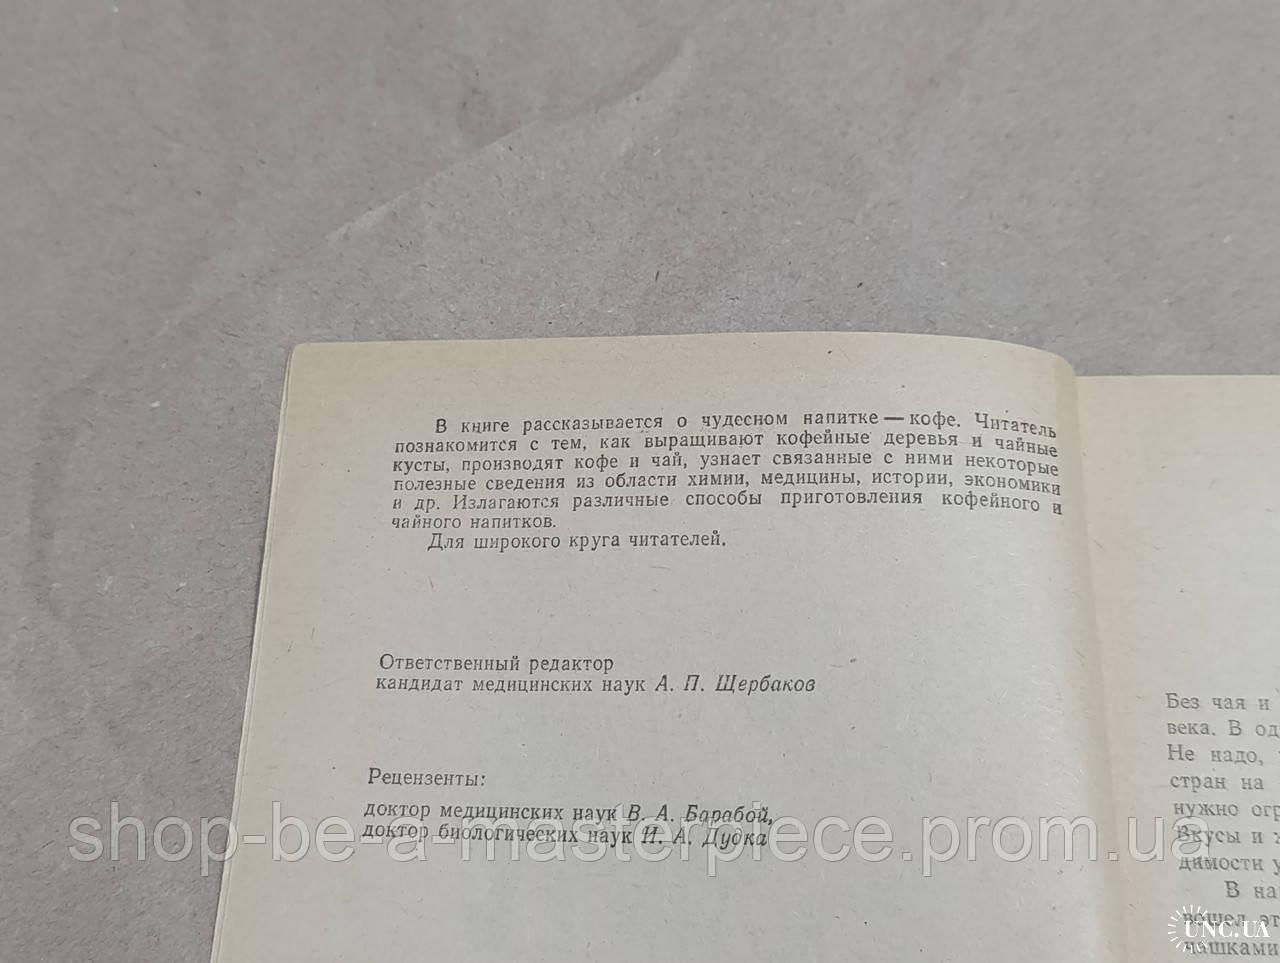 В книге рассказывается о чудесном напитке — кофе. Читатель
познакомится с тем, как выращивают кофейные деревья и чайные
кусты, производят кофе и чай, узнает связанные с ними некоторые
полезные сведения из области химии, медицины, истории, экономики
и др. Излагаются различные способы приготовления кофейного и
чайного напитков.
Для широкого круга читателей.
Ответственный редактор
кандидат медицинских наук А. П. Щербаков
Рецензенты:
доктор медицинских наук В. А. Барабой,
доктор биологических наук И. А. Дудка
Без чая и
века. В од
Не надо,
стран на
нужно огр
Вкусы и
димости у
В на
вошел эт
чашками
shop-be-a-masterpiece.prom.ua
UNC.UA